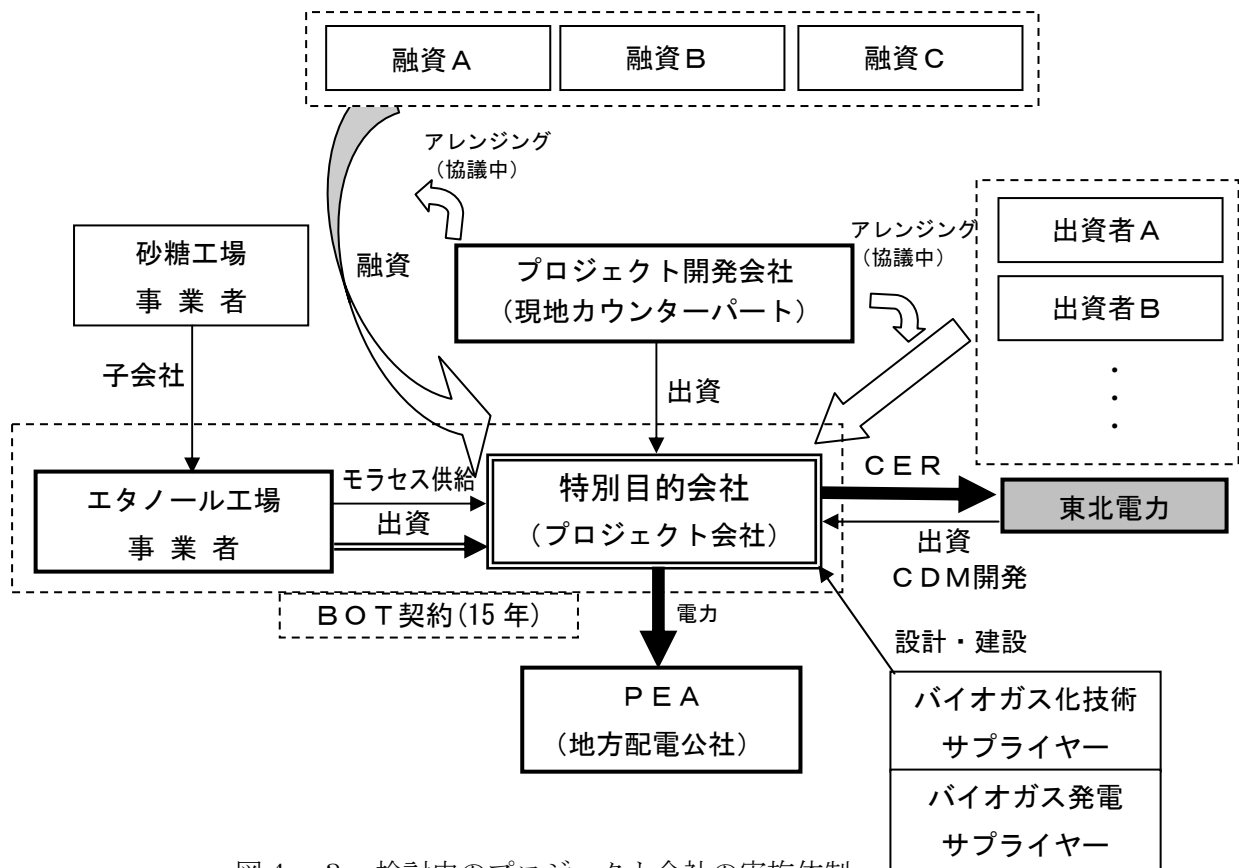 融資A
融資B
融資C
アレンジング
(協議中)
アレンジング
(協議中)
出資者A
出資者B
・
・
・
砂糖工場
事 業 者
融資
プロジェクト開発会社
(現地カウンターパート)
子会社
出資
エタノール工場
事 業 者
モラセス供給
出資
特別目的会社
(プロジェクト会社)
CER
東北電力
出資
CDM開発
BOT契約(15 年)
電力
設計・建設
PEA
(地方配電公社)
バイオガス化技術
サプライヤー
バイオガス発電
サプライヤー